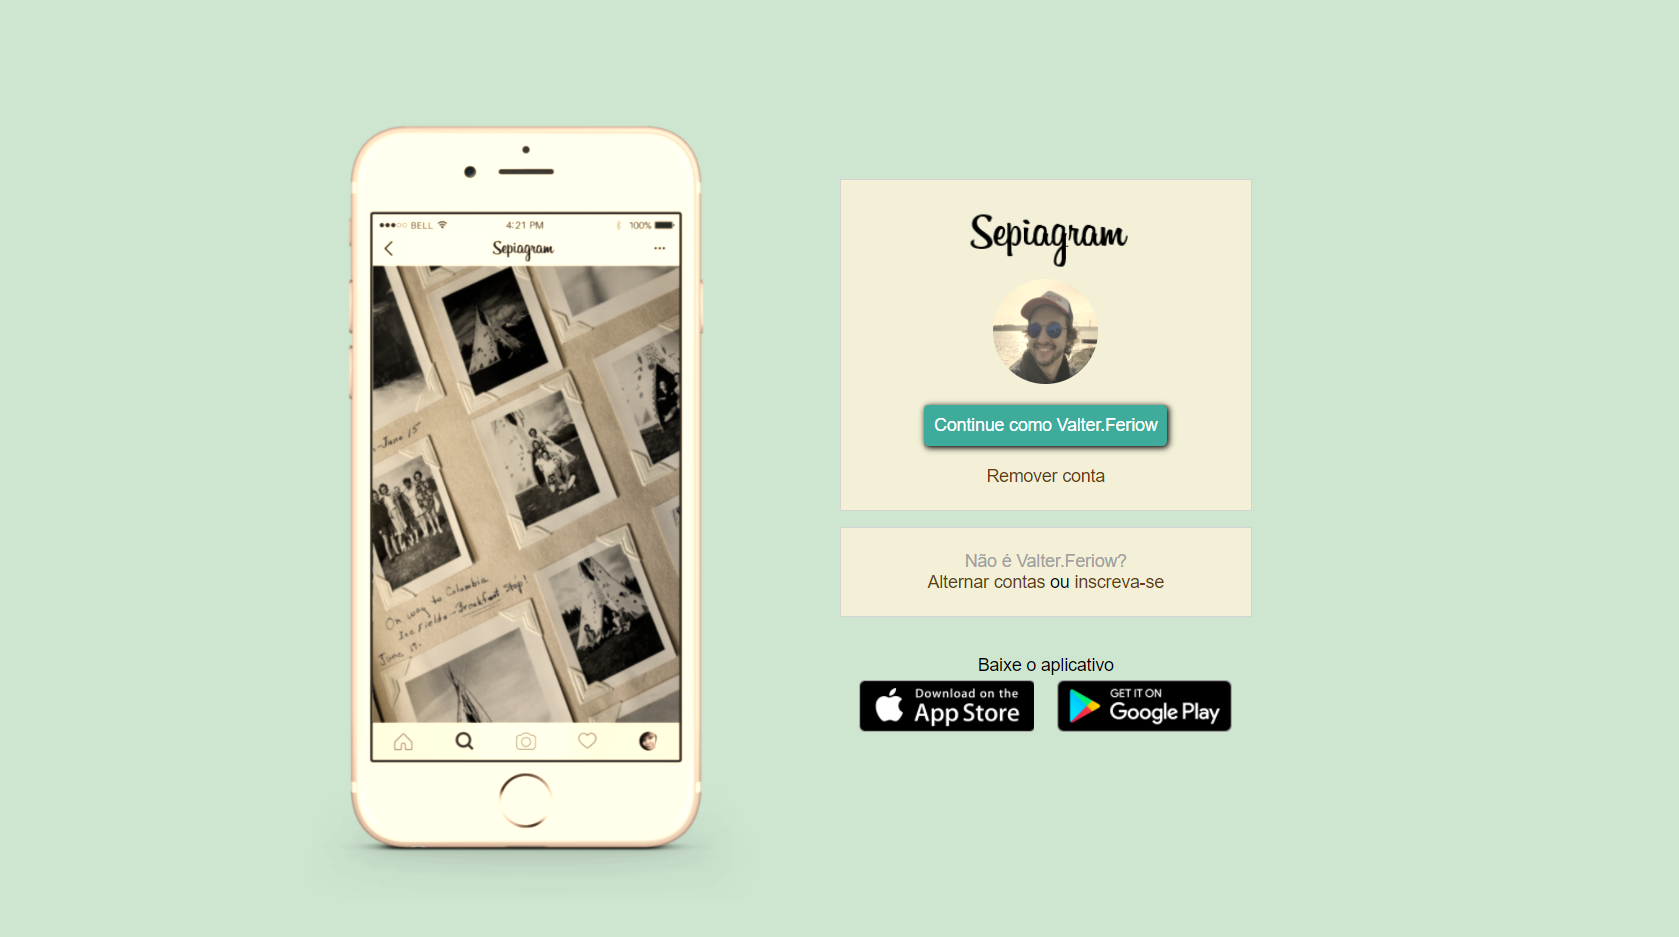 BELL
4:21 PM
100%
Sepiagram
-June 15
On way to Columbia
Ice Fields - Breakfast Stop!
June 19.
Sepiagram
Continue como Valter.Feriow
Remover conta
Não é Valter.Feriow?
Alternar contas ou inscreva-se
Baixe o aplicativo
Download on the
App Store
GET IT ON
Google Play